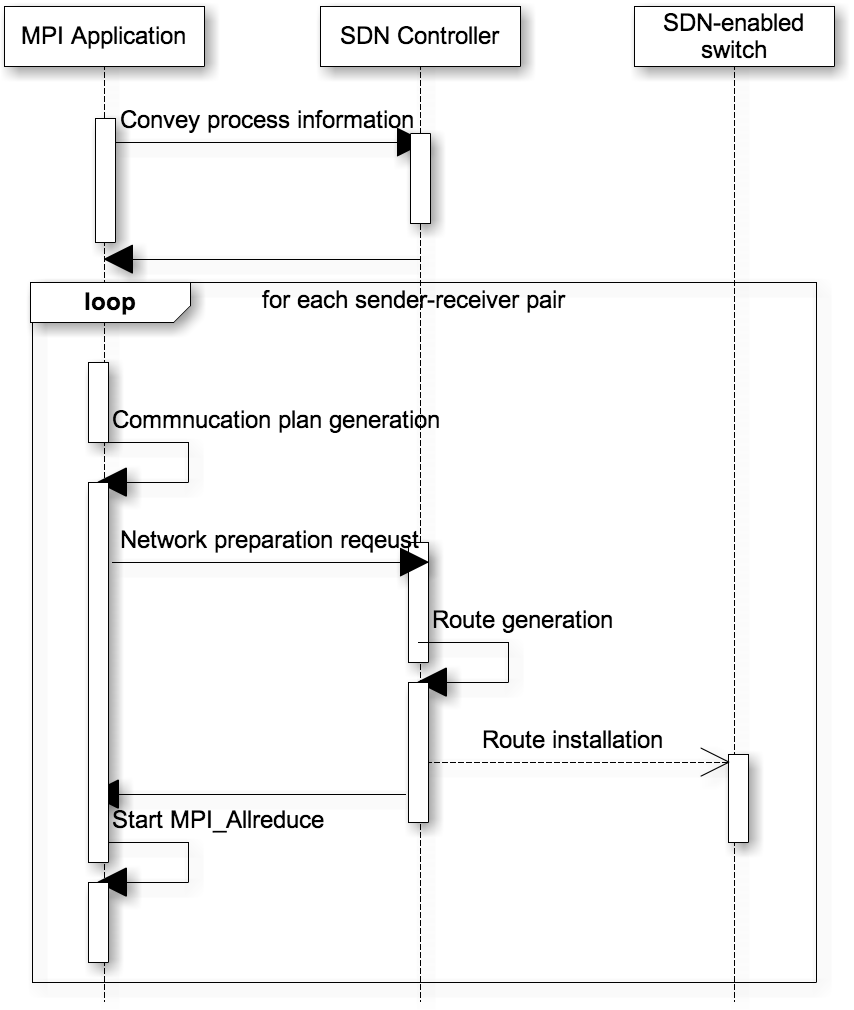 MPI Application
SDN Controller
SDN-enabled
switch
Convey process information
loop
for each sender-receiver pair
Commnucation plan generation
Network preparation reqeust
Route generation
Route installation
Start MPI_Allreduce